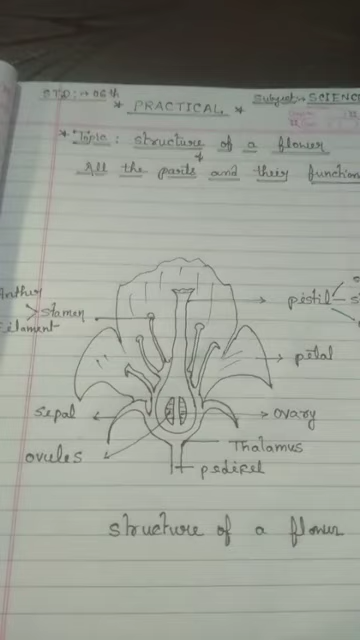 STD:→ 06th
Subject→ SCIENCE
* PRACTICAL *
* Topic: structure of a flower
All the parts and their function
Anther
stamen
filament
pistil
petal
sepal
ovary
ovules
Thalamus
pedicel
structure of a flower